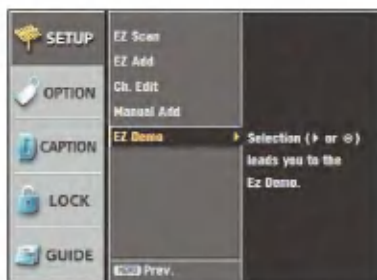 SETUP
OPTION
CAPTION
LOCK
GUIDE
EZ Scan
EZ Add
Ch. Edit
Manual Add
EZ Demo
Selection (▶ or ⊙)
leads you to the
Ez Demo.
MENU Prev.